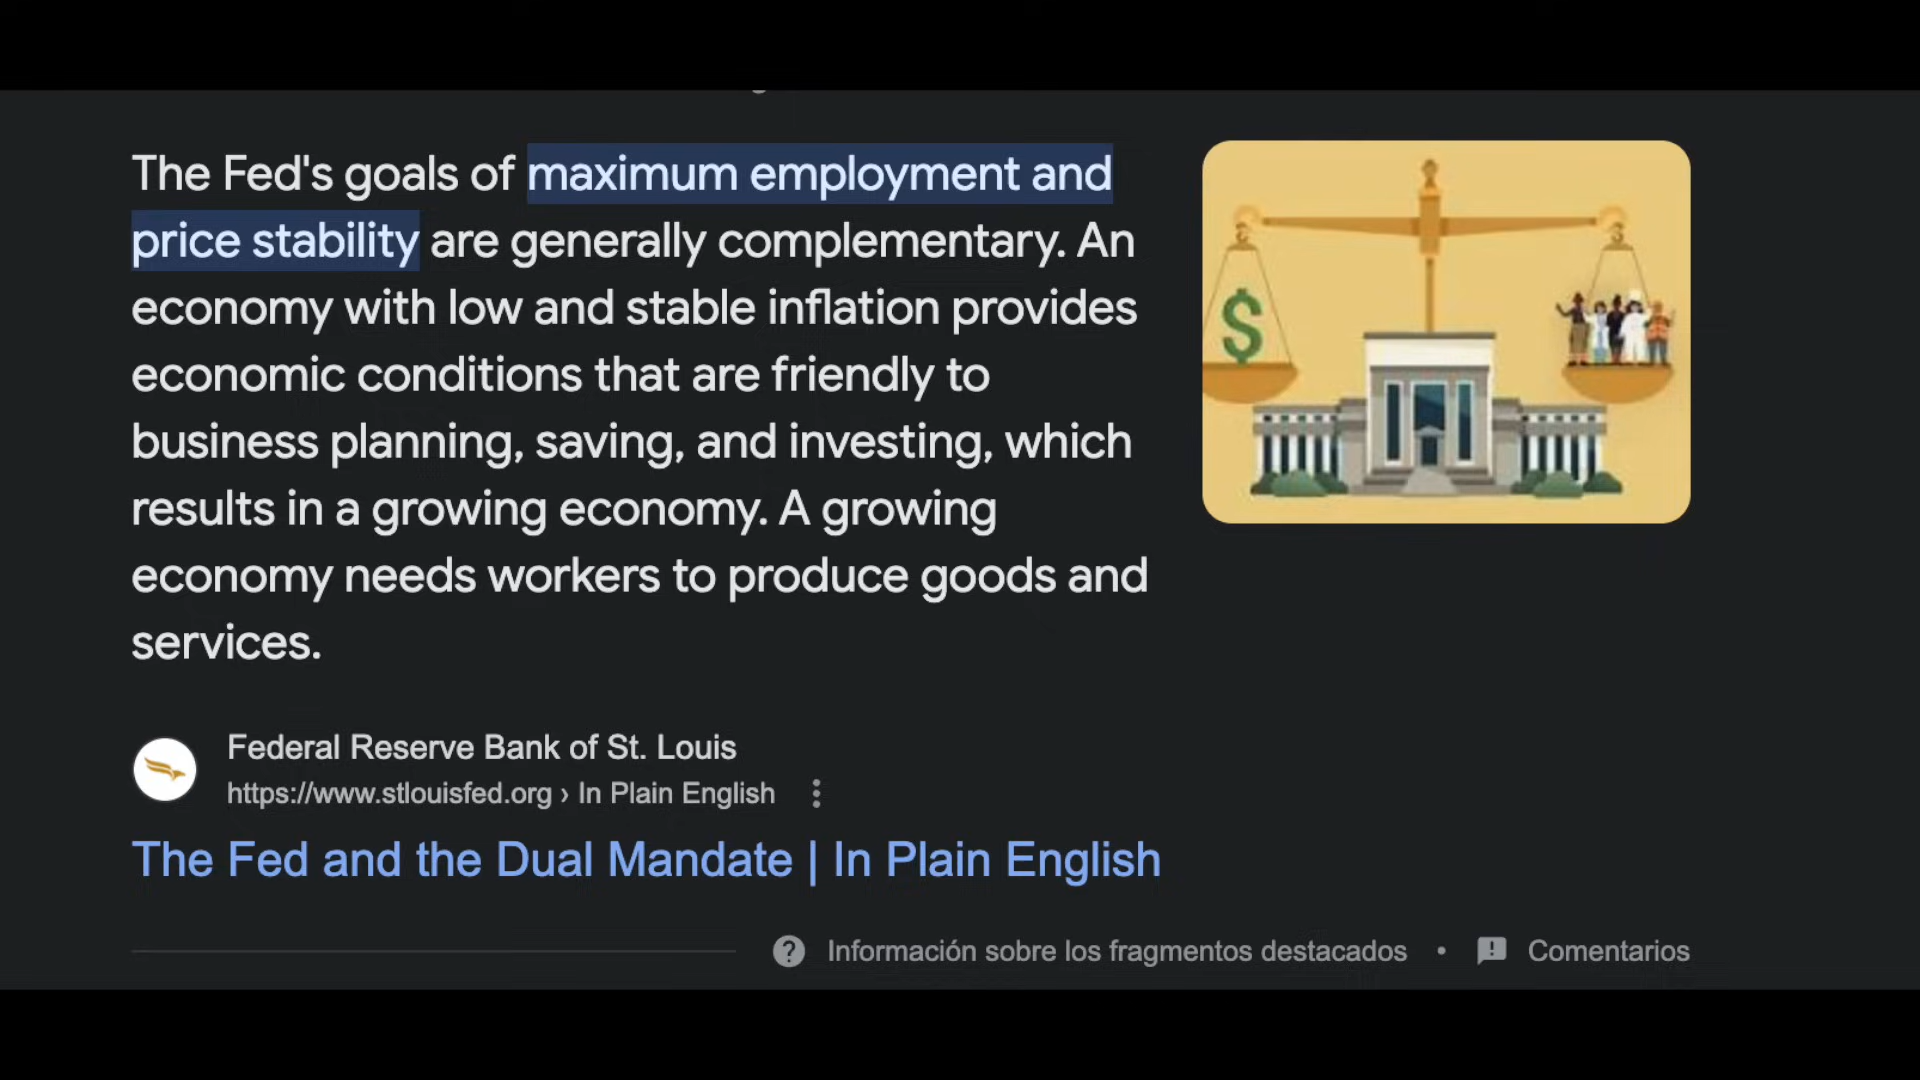 The Fed's goals of maximum employment and
price stability are generally complementary. An
economy with low and stable inflation provides
economic conditions that are friendly to
business planning, saving, and investing, which
results in a growing economy. A growing
economy needs workers to produce goods and
services.
$
Federal Reserve Bank of St. Louis
https://www.stlouisfed.org › In Plain English
The Fed and the Dual Mandate | In Plain English
Información sobre los fragmentos destacados • Comentarios